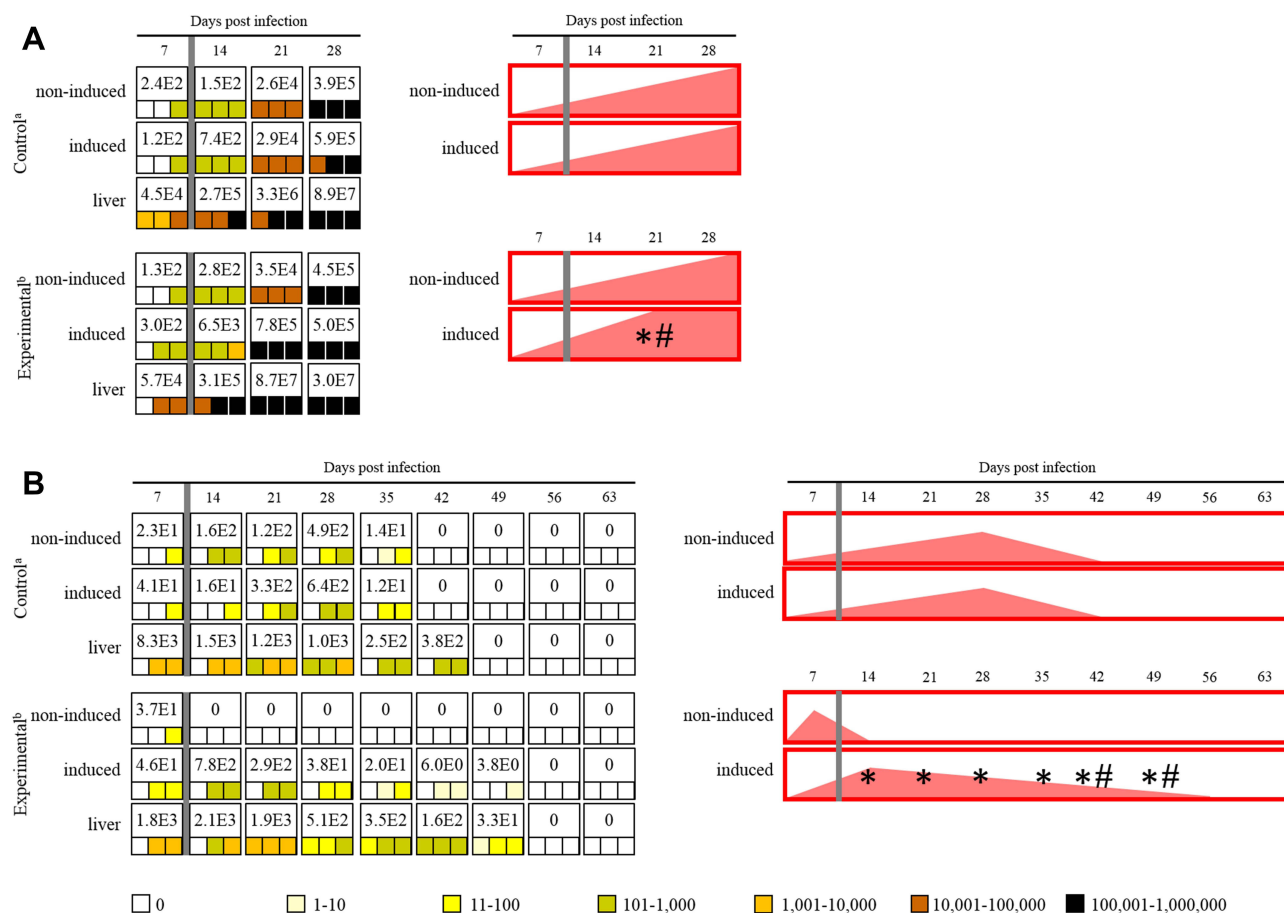 A
Days post infection
7 14 21 28
Controlᵃ
non-induced 2.4E2 1.5E2 2.6E4 3.9E5
induced 1.2E2 7.4E2 2.9E4 5.9E5
liver 4.5E4 2.7E5 3.3E6 8.9E7
Experimentalᵇ
non-induced 1.3E2 2.8E2 3.5E4 4.5E5
induced 3.0E2 6.5E3 7.8E5 5.0E5
liver 5.7E4 3.1E5 8.7E7 3.0E7
Days post infection
7 14 21 28
non-induced
induced
7 14 21 28
non-induced
induced *#
B
Days post infection
7 14 21 28 35 42 49 56 63
Controlᵃ
non-induced 2.3E1 1.6E2 1.2E2 4.9E2 1.4E1 0 0 0 0
induced 4.1E1 1.6E1 3.3E2 6.4E2 1.2E1 0 0 0 0
liver 8.3E3 1.5E3 1.2E3 1.0E3 2.5E2 3.8E2 0 0 0
Experimentalᵇ
non-induced 3.7E1 0 0 0 0 0 0 0 0
induced 4.6E1 7.8E2 2.9E2 3.8E1 2.0E1 6.0E0 3.8E0 0 0
liver 1.8E3 2.1E3 1.9E3 5.1E2 3.5E2 1.6E2 3.3E1 0 0
Days post infection
7 14 21 28 35 42 49 56 63
non-induced
induced
7 14 21 28 35 42 49 56 63
non-induced
induced * * * * *# *#
0 1-10 11-100 101-1,000 1,001-10,000 10,001-100,000 100,001-1,000,000